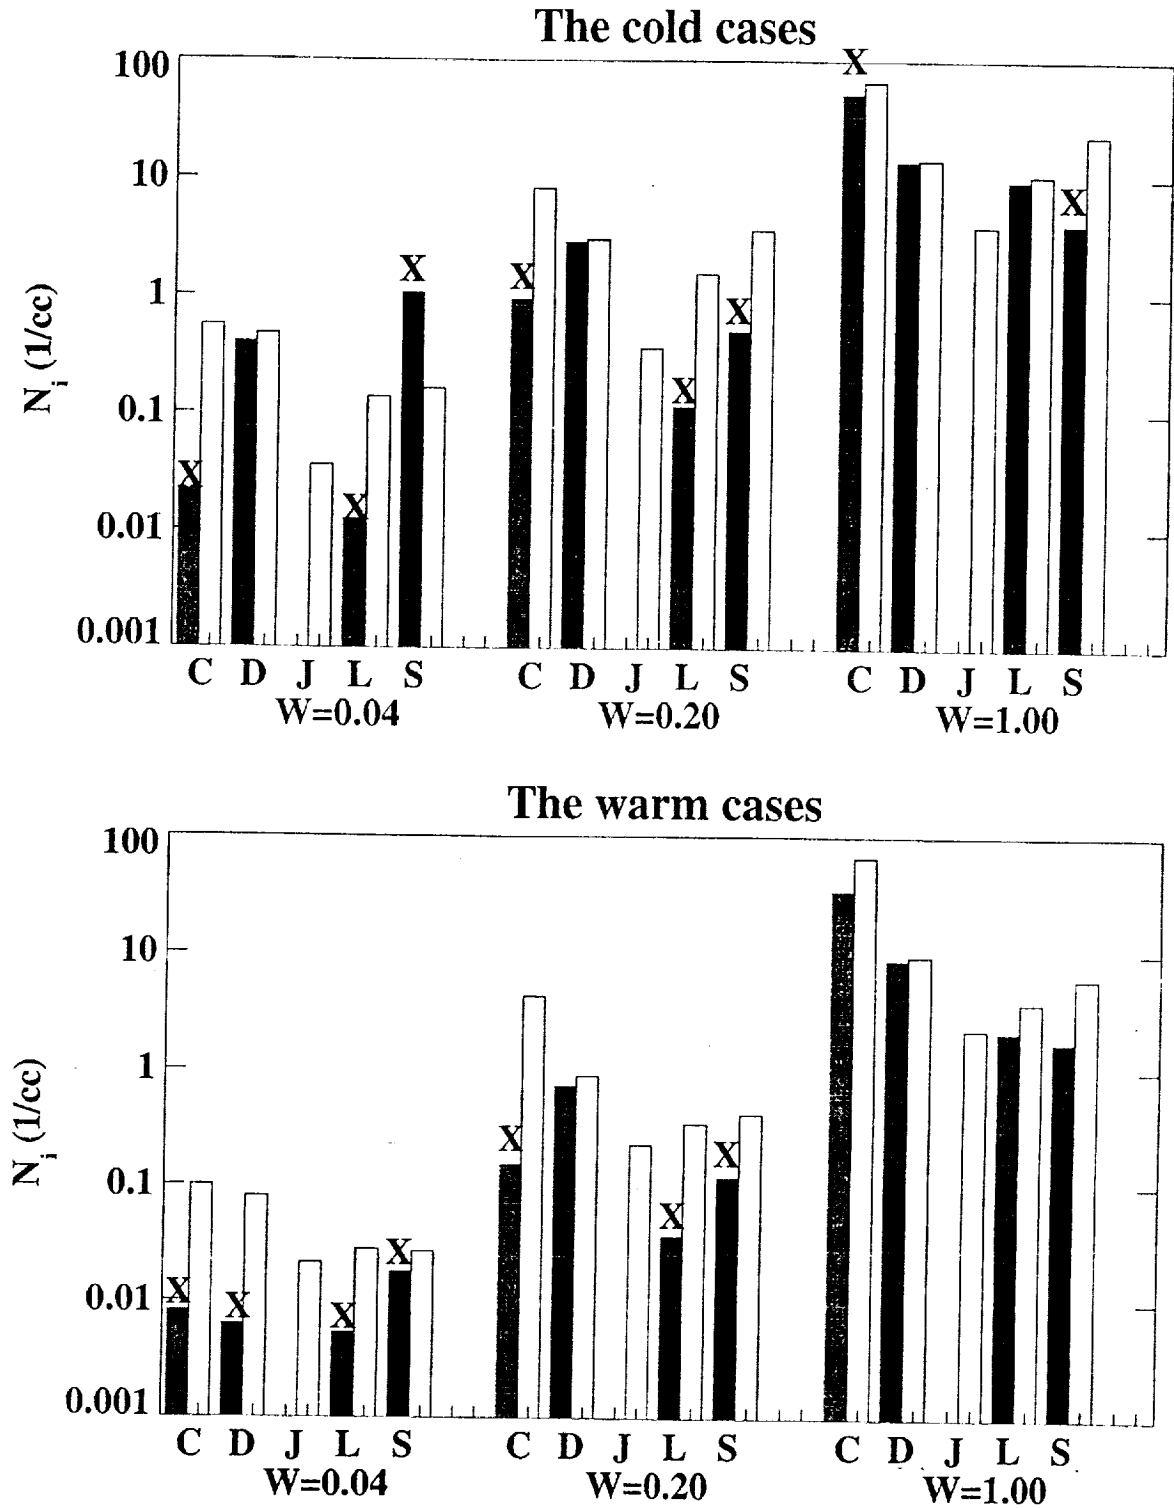 The cold cases
100
10
1
0.1
0.01
0.001
N_i (1/cc)
X X X
X X X X
X X
C D J L S C D J L S C D J L S
W=0.04 W=0.20 W=1.00
The warm cases
100
10
1
0.1
0.01
0.001
N_i (1/cc)
X X X X
X X X
C D J L S C D J L S C D J L S
W=0.04 W=0.20 W=1.00